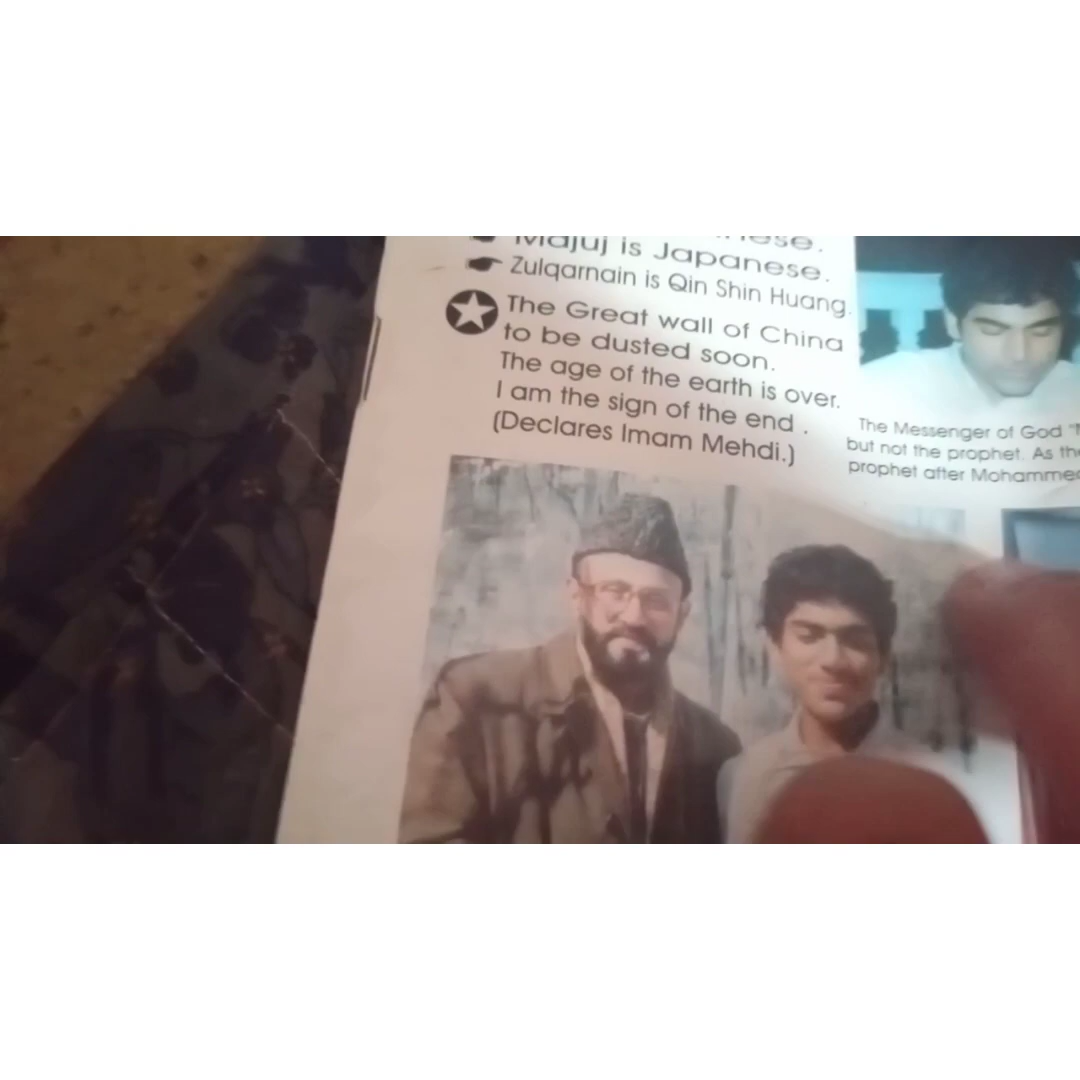 Majuj is Japanese.
Zulqarnain is Qin Shin Huang.
The Great wall of China
to be dusted soon.
The age of the earth is over.
I am the sign of the end .
(Declares Imam Mehdi.)
The Messenger of God
but not the prophet. As
prophet after